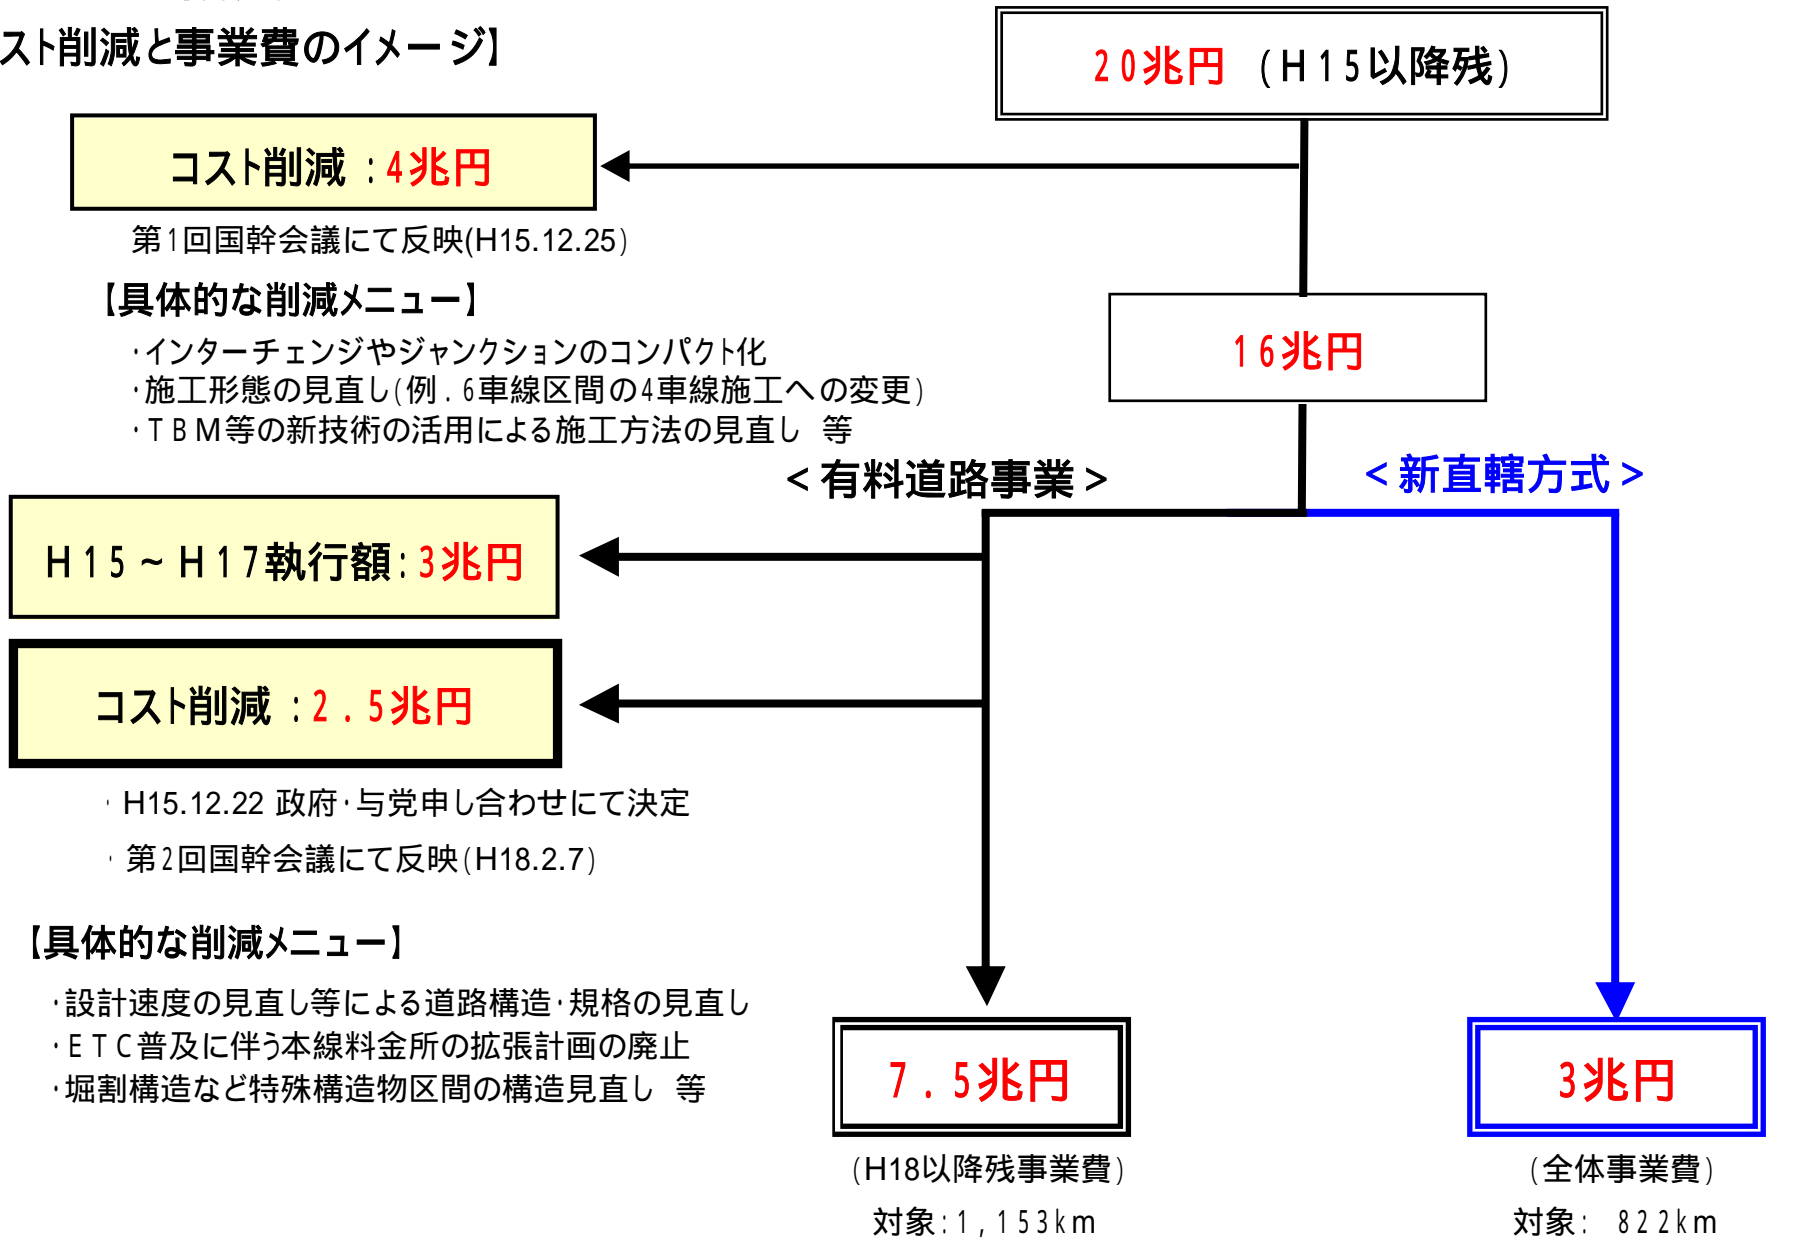 スト削減と事業費のイメージ】
20兆円 (H15以降残)
コスト削減 :4兆円
第1回国幹会議にて反映(H15.12.25)
【具体的な削減メニュー】
・インターチェンジやジャンクションのコンパクト化
・施工形態の見直し(例.6車線区間の4車線施工への変更)
・TBM等の新技術の活用による施工方法の見直し 等
16兆円
<有料道路事業>
<新直轄方式>
H15~H17執行額:3兆円
コスト削減 :2.5兆円
・H15.12.22 政府・与党申し合わせにて決定
・第2回国幹会議にて反映(H18.2.7)
【具体的な削減メニュー】
・設計速度の見直し等による道路構造・規格の見直し
・ETC普及に伴う本線料金所の拡張計画の廃止
・堀割構造など特殊構造物区間の構造見直し 等
7.5兆円
(H18以降残事業費)
対象:1,153km
3兆円
(全体事業費)
対象: 822km